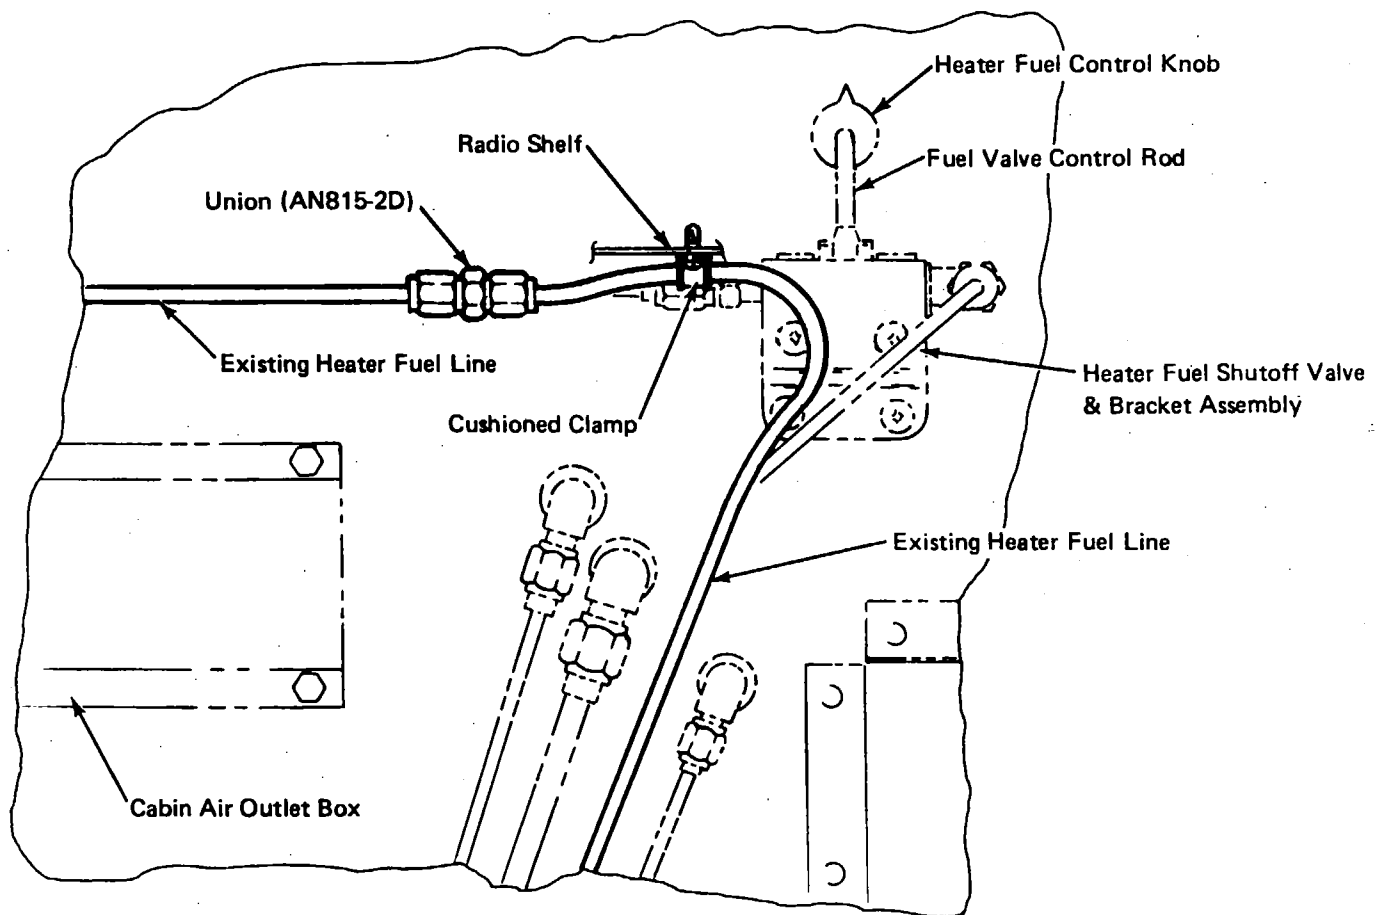 Heater Fuel Control Knob
Radio Shelf
Fuel Valve Control Rod
Union (AN815-2D)
Existing Heater Fuel Line
Heater Fuel Shutoff Valve
& Bracket Assembly
Cushioned Clamp
Existing Heater Fuel Line
Cabin Air Outlet Box